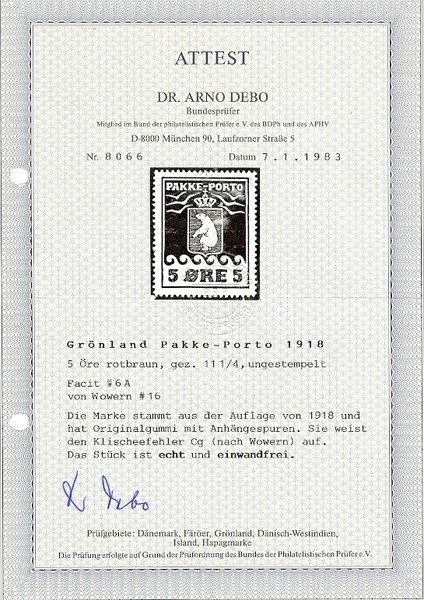 ATTEST
DR. ARNO DEBO
Bundesprüfer
Mitglied im Bund der philatelistischen Prüfer e.V. des BDPh und des APHV
D-8000 München 90, Laufzorner Straße 5
Nr. 8066 Datum 7.1.1983
PAKKE-PORTO
5 ØRE 5
Grönland Pakke-Porto 1918
5 Öre rotbraun, gez. 11 1/4, ungestempelt
Facit #6A
von Wowern #16
Die Marke stammt aus der Auflage von 1918 und
hat Originalgummi mit Anhängespuren. Sie weist
den Klischeefehler Cg (nach Wowern) auf.
Das Stück ist echt und einwandfrei.
Dr Debo
Prüfgebiete: Dänemark, Färöer, Grönland, Dänisch-Westindien,
Island, Hapagmarke
Die Prüfung erfolgte auf Grund der Prüfordnung des Bundes der Philatelistischen Prüfer e.V.